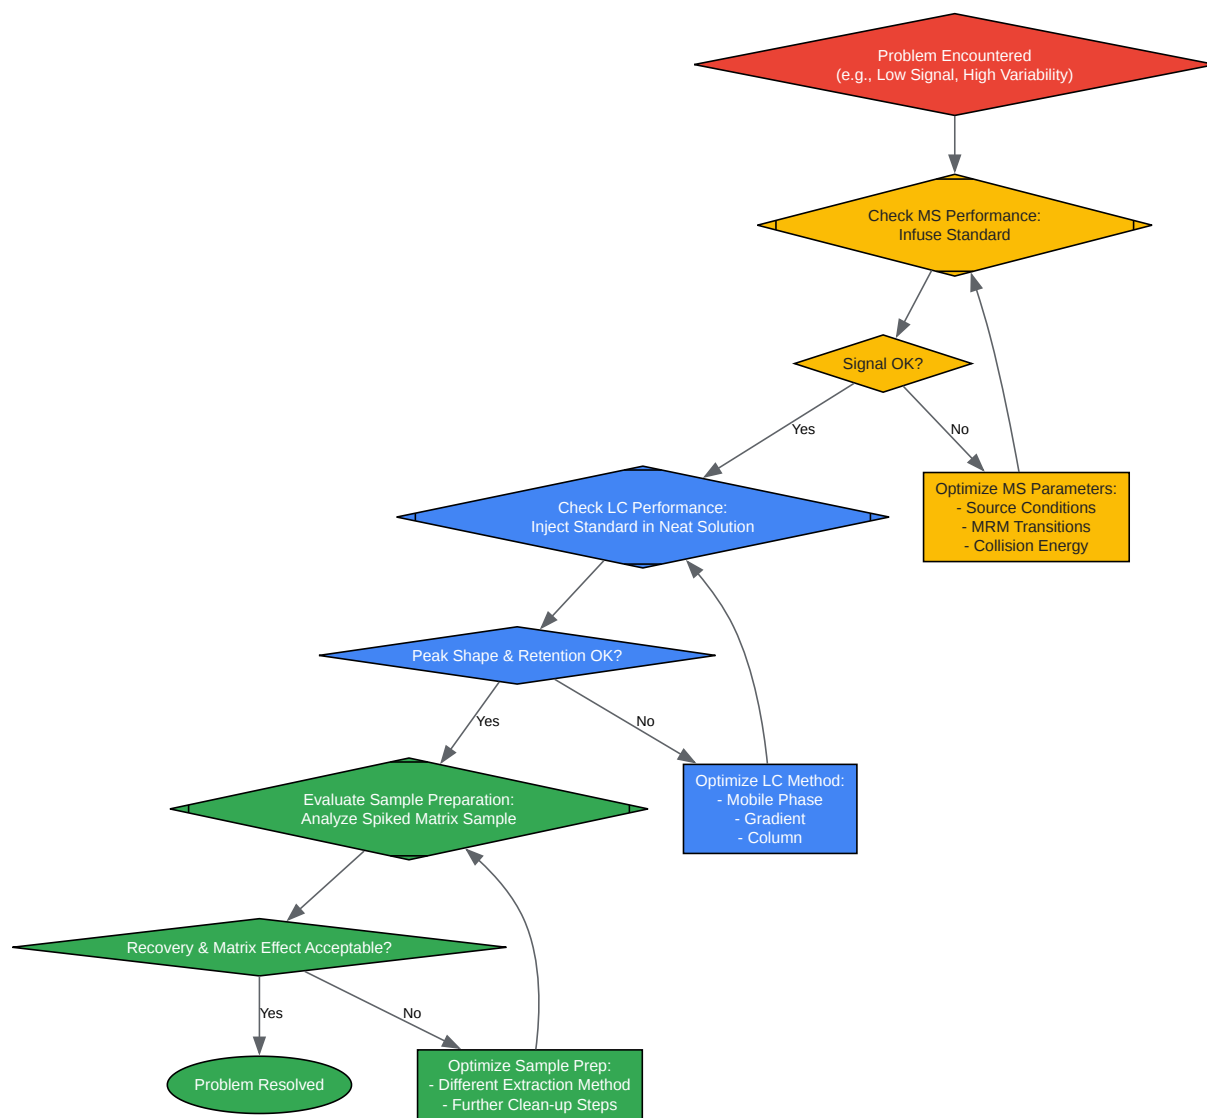 Problem Encountered
(e.g., Low Signal, High Variability)
Check MS Performance:
Infuse Standard
Signal OK?
Yes
No
Optimize MS Parameters:
- Source Conditions
- MRM Transitions
- Collision Energy
Check LC Performance:
Inject Standard in Neat Solution
Peak Shape & Retention OK?
Yes
No
Optimize LC Method:
- Mobile Phase
- Gradient
- Column
Evaluate Sample Preparation:
Analyze Spiked Matrix Sample
Recovery & Matrix Effect Acceptable?
Yes
No
Problem Resolved
Optimize Sample Prep:
- Different Extraction Method
- Further Clean-up Steps